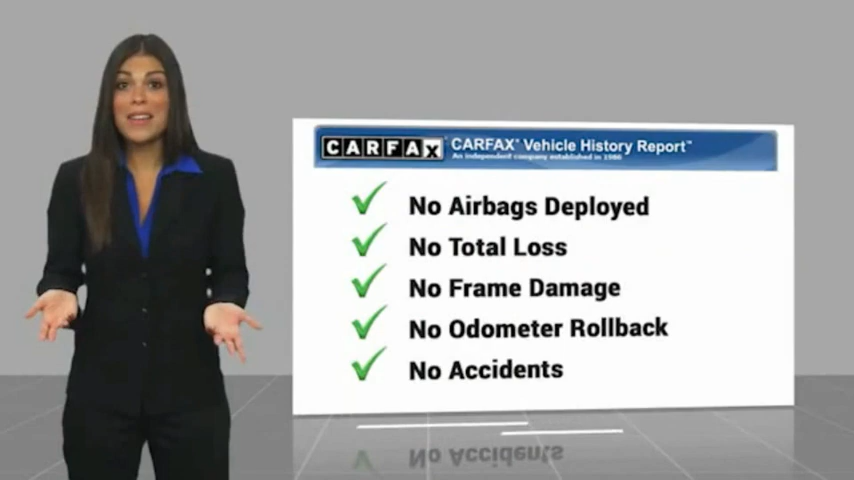 CARFAX CARFAX Vehicle History Report™
An independent company established in 1986
No Airbags Deployed
No Total Loss
No Frame Damage
No Odometer Rollback
No Accidents
No Accidents